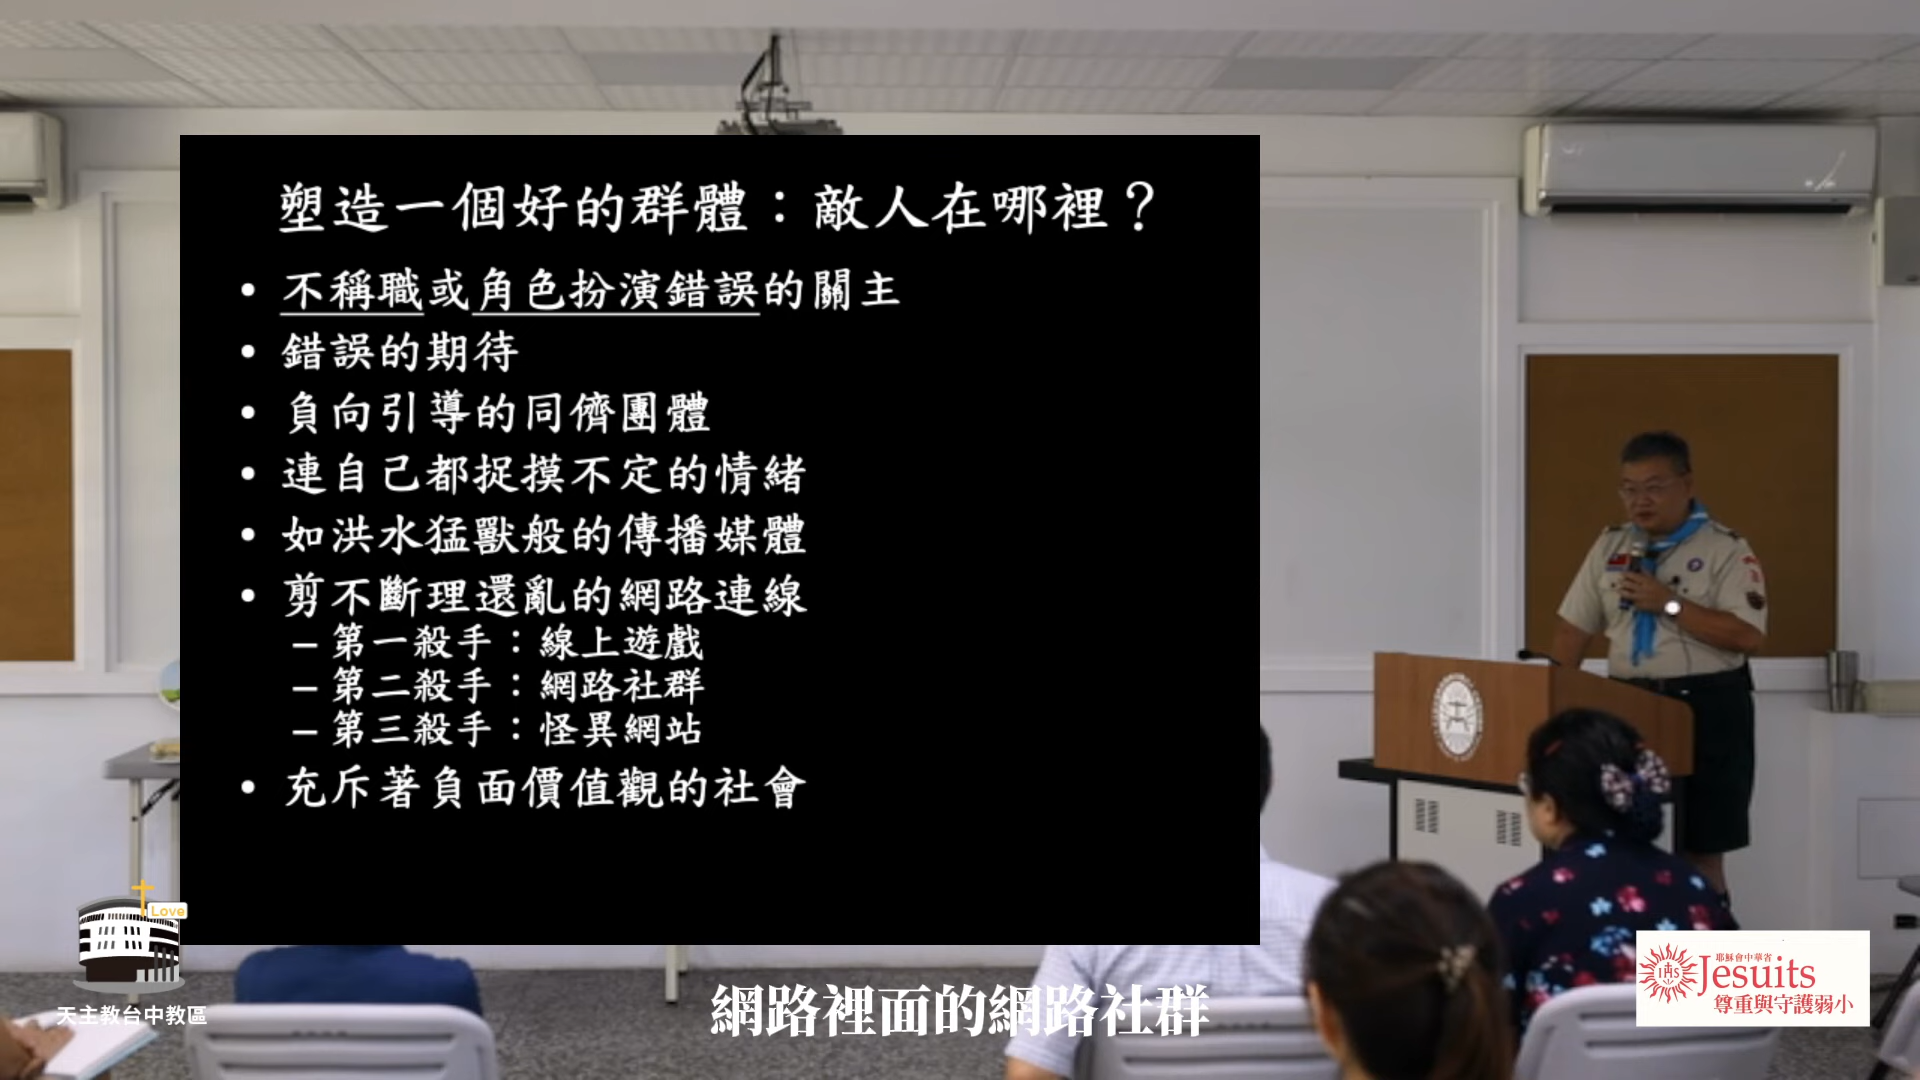 塑造一個好的群體：敵人在哪裡？
• 不稱職或角色扮演錯誤的關主
• 錯誤的期待
• 負向引導的同儕團體
• 連自己都捉摸不定的情緒
• 如洪水猛獸般的傳播媒體
• 剪不斷理還亂的網路連線
– 第一殺手：線上遊戲
– 第二殺手：網路社群
– 第三殺手：怪異網站
• 充斥著負面價值觀的社會
Love
天主教台中教區
網路裡面的網路社群
耶穌會中華省
IHS
Jesuits
尊重與守護弱小